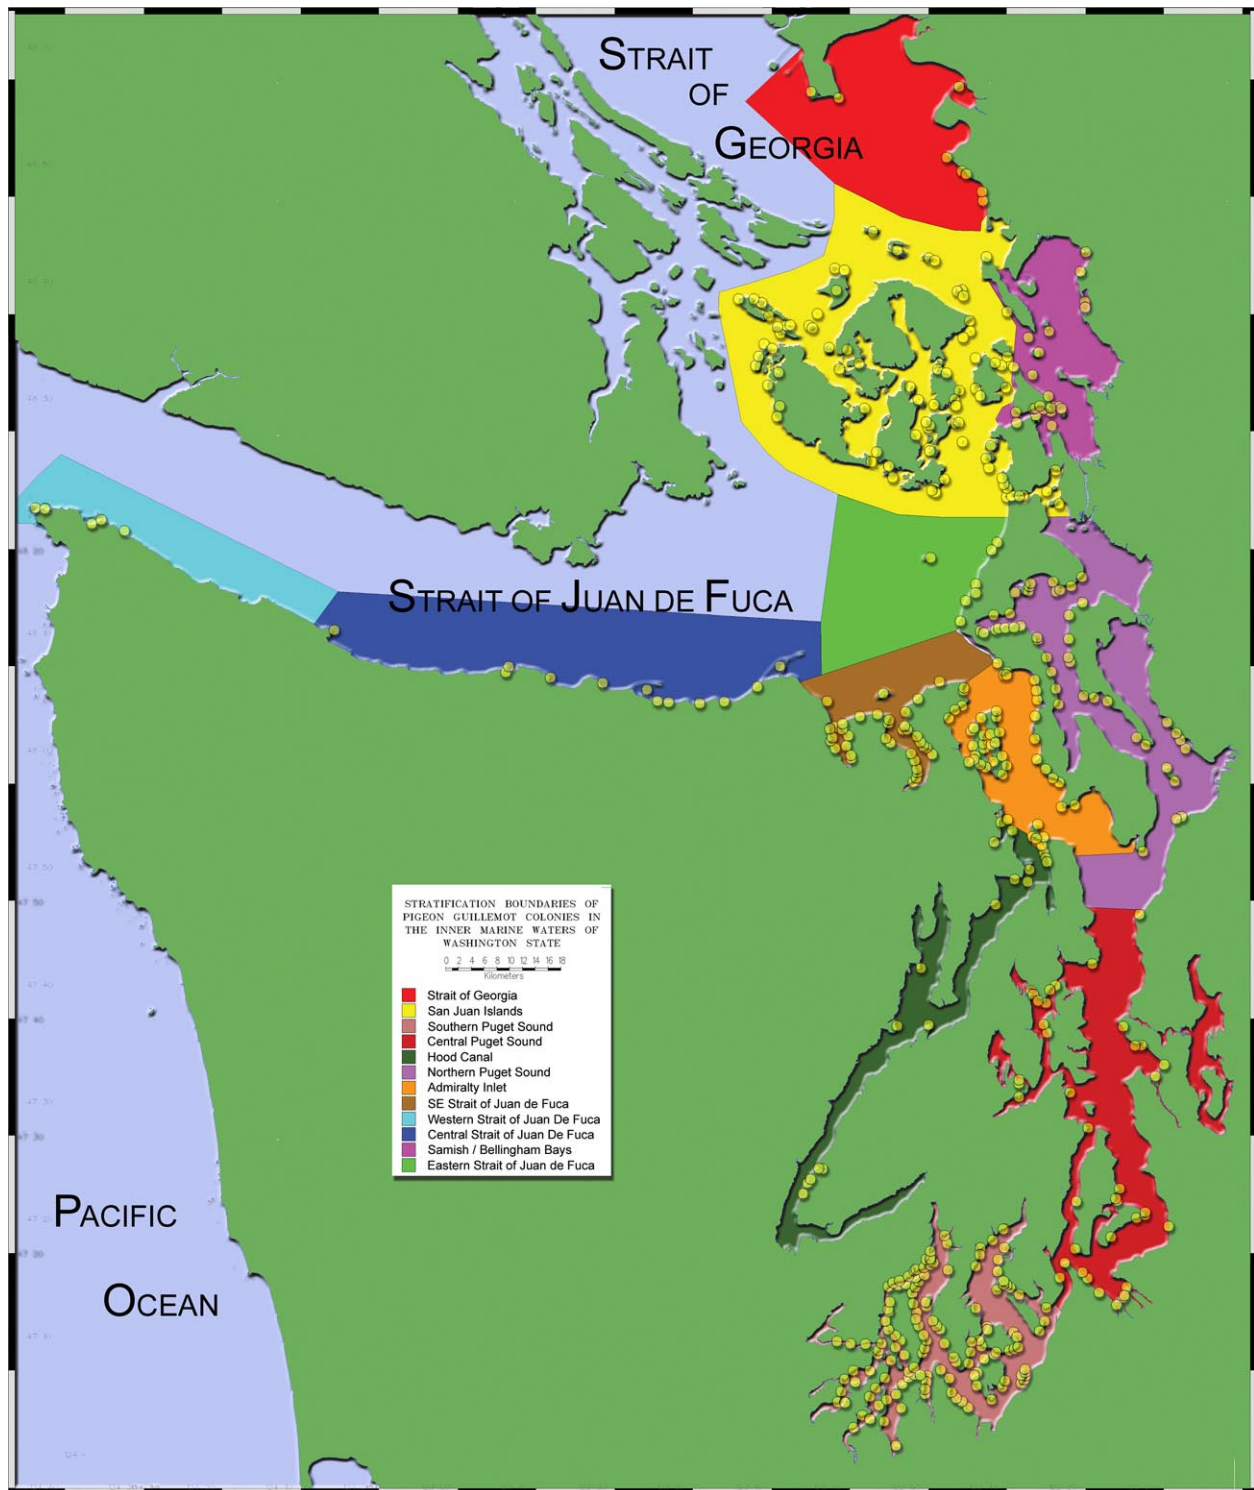 STRAIT
OF
GEORGIA
STRAIT OF JUAN DE FUCA
STRATIFICATION BOUNDARIES OF
PIGEON GUILLEMOT COLONIES IN
THE INNER MARINE WATERS OF
WASHINGTON STATE
0 2 4 6 8 10 12 14 16 18
Kilometers
Strait of Georgia
San Juan Islands
Southern Puget Sound
Central Puget Sound
Hood Canal
Northern Puget Sound
Admiralty Inlet
SE Strait of Juan de Fuca
Western Strait of Juan De Fuca
Central Strait of Juan De Fuca
Samish / Bellingham Bays
Eastern Strait of Juan de Fuca
PACIFIC
OCEAN